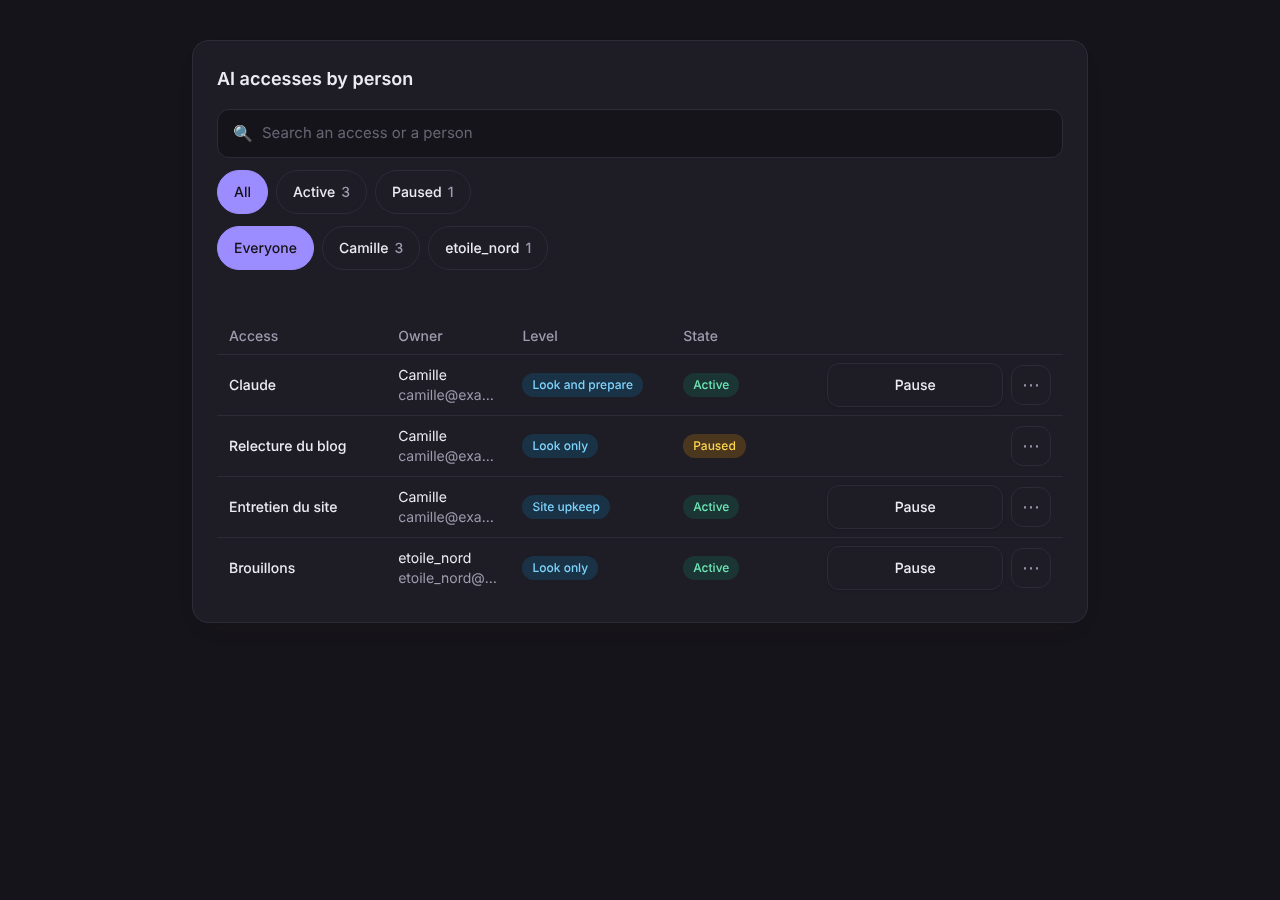 AI accesses by person
🔍 Search an access or a person
All Active 3 Paused 1
Everyone Camille 3 etoile_nord 1
Access Owner Level State
Claude Camille camille@exa... Look and prepare Active Pause ...
Relecture du blog Camille camille@exa... Look only Paused ...
Entretien du site Camille camille@exa... Site upkeep Active Pause ...
Brouillons etoile_nord etoile_nord@... Look only Active Pause ...